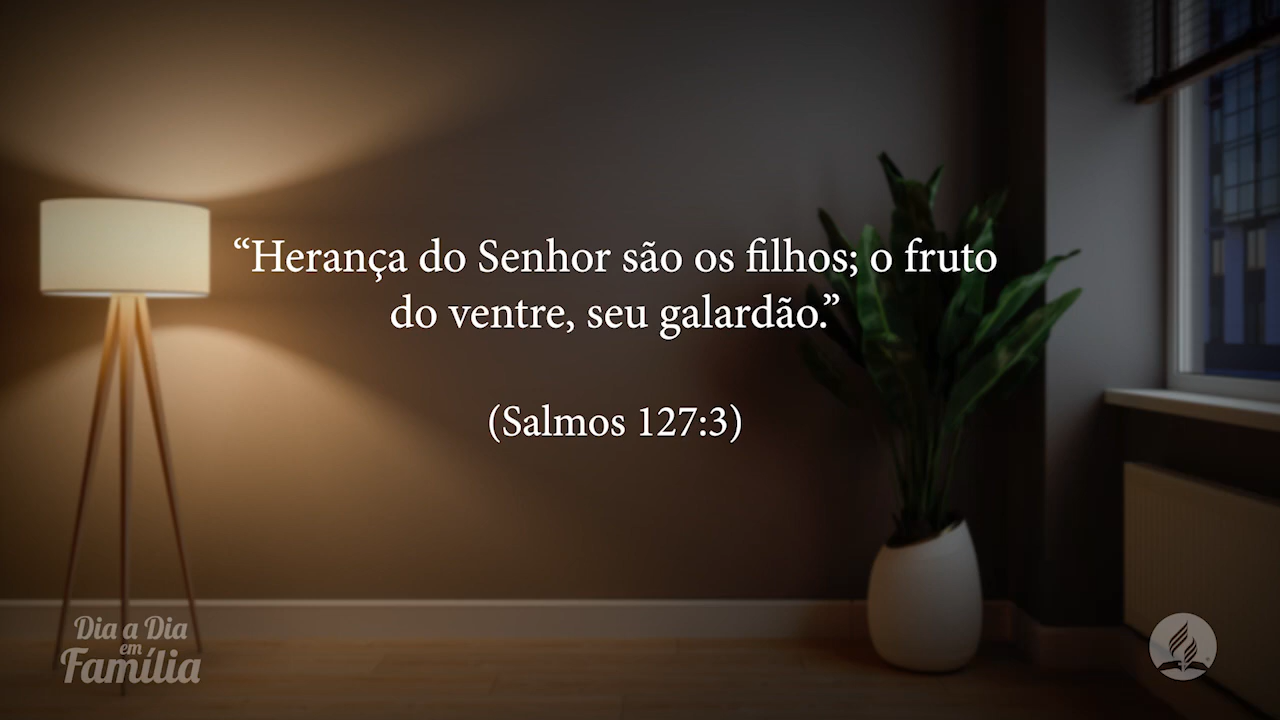 “Herança do Senhor são os filhos; o fruto
do ventre, seu galardão.”
(Salmos 127:3)
Dia a Dia
em
Família